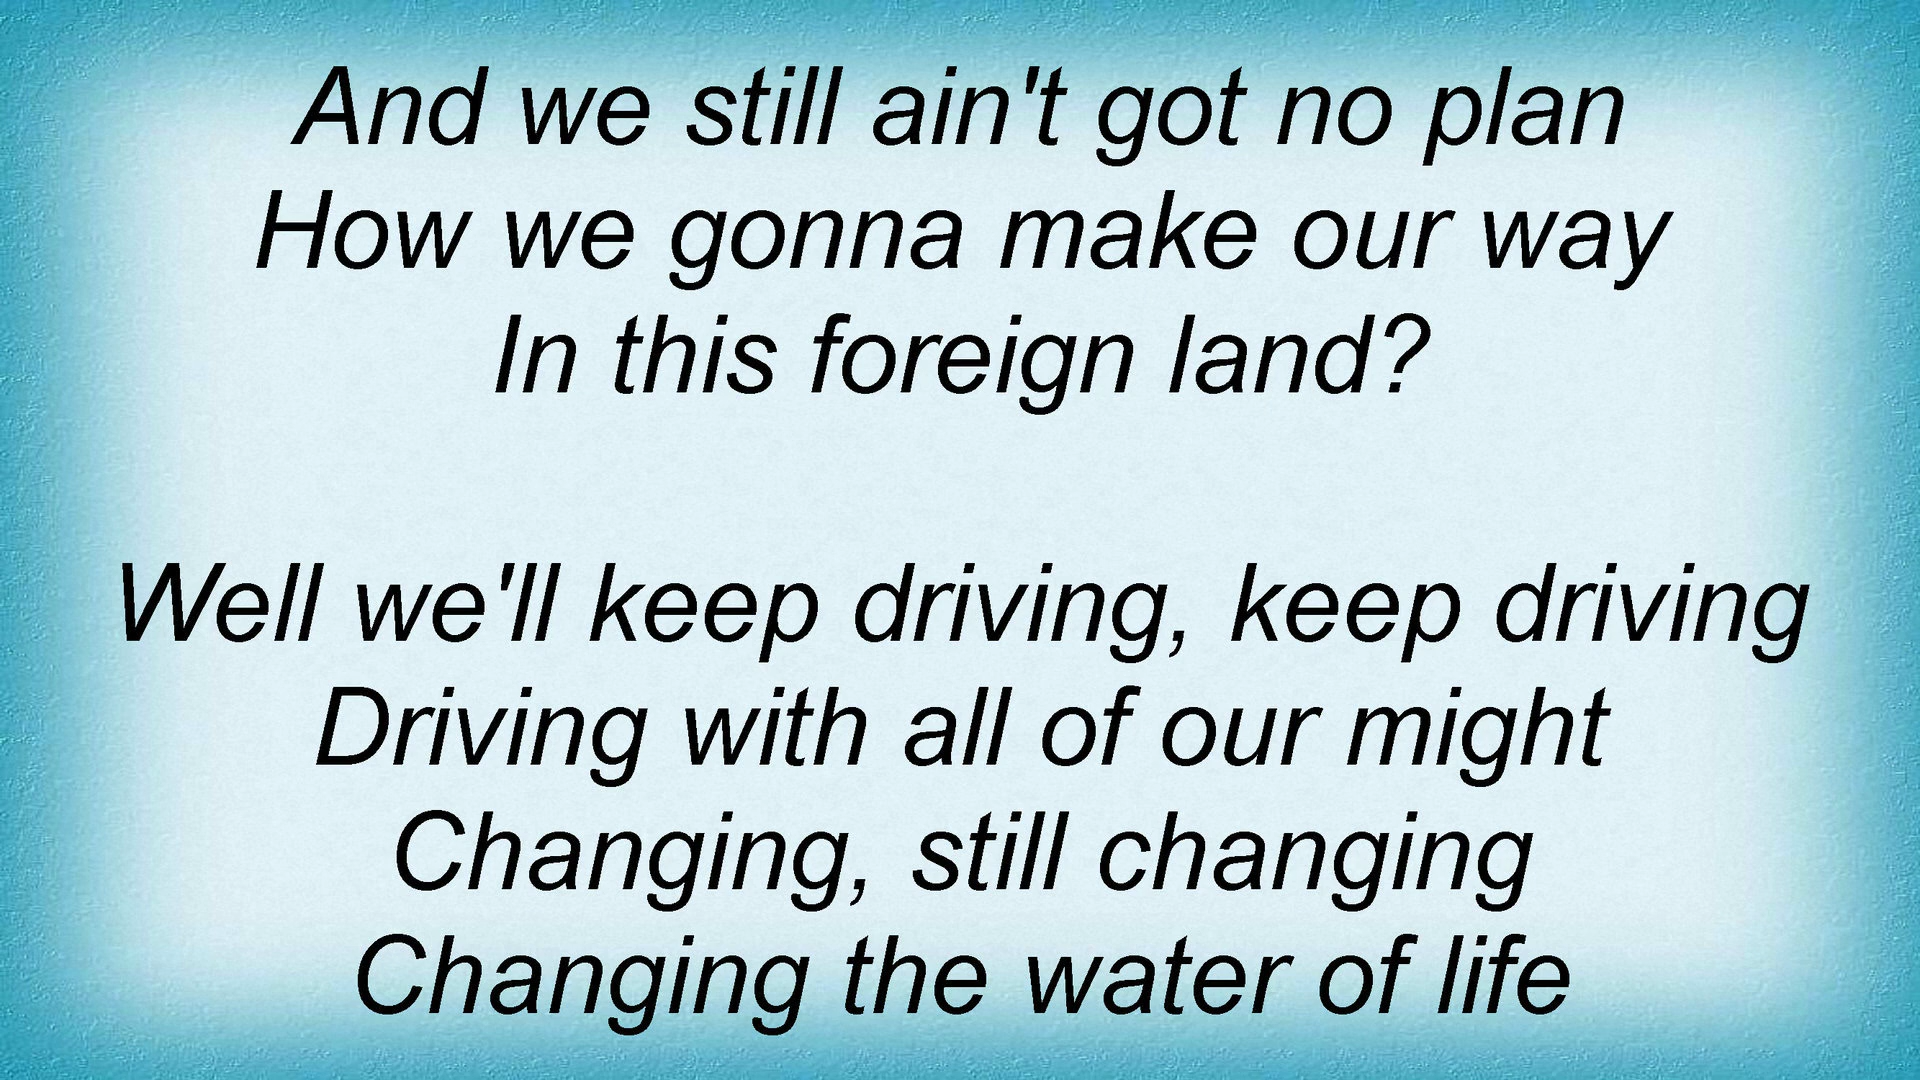 And we still ain't got no plan
How we gonna make our way
In this foreign land?
Well we'll keep driving, keep driving
Driving with all of our might
Changing, still changing
Changing the water of life